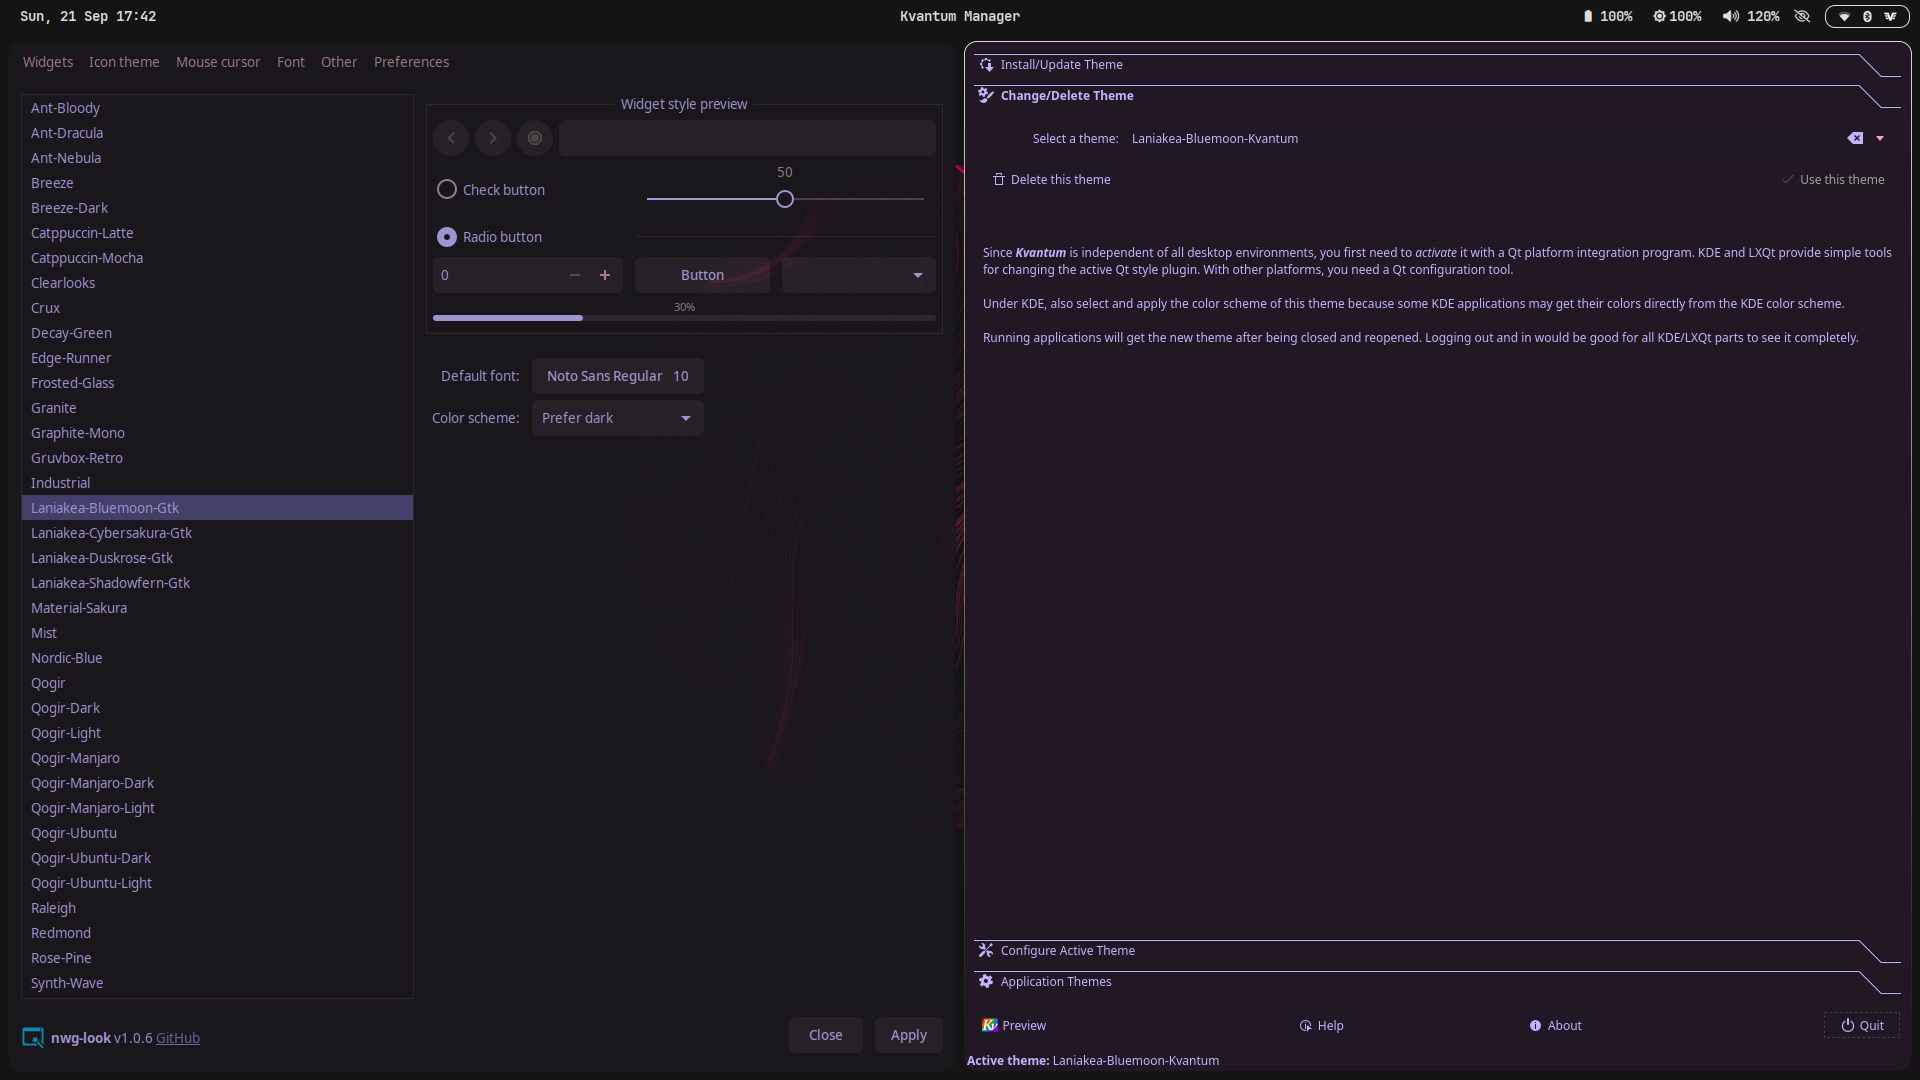 Sun, 21 Sep 17:42
Kvantum Manager
100% 100% 120%
Widgets Icon theme Mouse cursor Font Other Preferences
Ant-Bloody
Ant-Dracula
Ant-Nebula
Breeze
Breeze-Dark
Catppuccin-Latte
Catppuccin-Mocha
Clearlooks
Crux
Decay-Green
Edge-Runner
Frosted-Glass
Granite
Graphite-Mono
Gruvbox-Retro
Industrial
Laniakea-Bluemoon-Gtk
Laniakea-Cybersakura-Gtk
Laniakea-Duskrose-Gtk
Laniakea-Shadowfern-Gtk
Material-Sakura
Mist
Nordic-Blue
Qogir
Qogir-Dark
Qogir-Light
Qogir-Manjaro
Qogir-Manjaro-Dark
Qogir-Manjaro-Light
Qogir-Ubuntu
Qogir-Ubuntu-Dark
Qogir-Ubuntu-Light
Raleigh
Redmond
Rose-Pine
Synth-Wave
Widget style preview
50
Check button
Radio button
0
Button
30%
Default font: Noto Sans Regular 10
Color scheme: Prefer dark
nwg-look v1.0.6 GitHub
Close
Apply
Install/Update Theme
Change/Delete Theme
Select a theme: Laniakea-Bluemoon-Kvantum
Delete this theme
Use this theme
Since Kvantum is independent of all desktop environments, you first need to activate it with a Qt platform integration program. KDE and LXQt provide simple tools
for changing the active Qt style plugin. With other platforms, you need a Qt configuration tool.
Under KDE, also select and apply the color scheme of this theme because some KDE applications may get their colors directly from the KDE color scheme.
Running applications will get the new theme after being closed and reopened. Logging out and in would be good for all KDE/LXQt parts to see it completely.
Configure Active Theme
Application Themes
Preview
Help
About
Quit
Active theme: Laniakea-Bluemoon-Kvantum